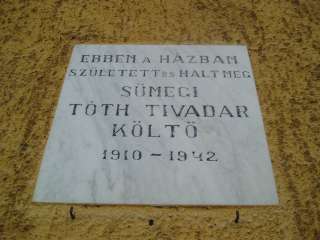 EBBEN A HÁZBAN
SZÜLETETT ÉS HALT MEG
SÜMEGI
TÓTH TIVADAR
KÖLTŐ
1910 - 1942